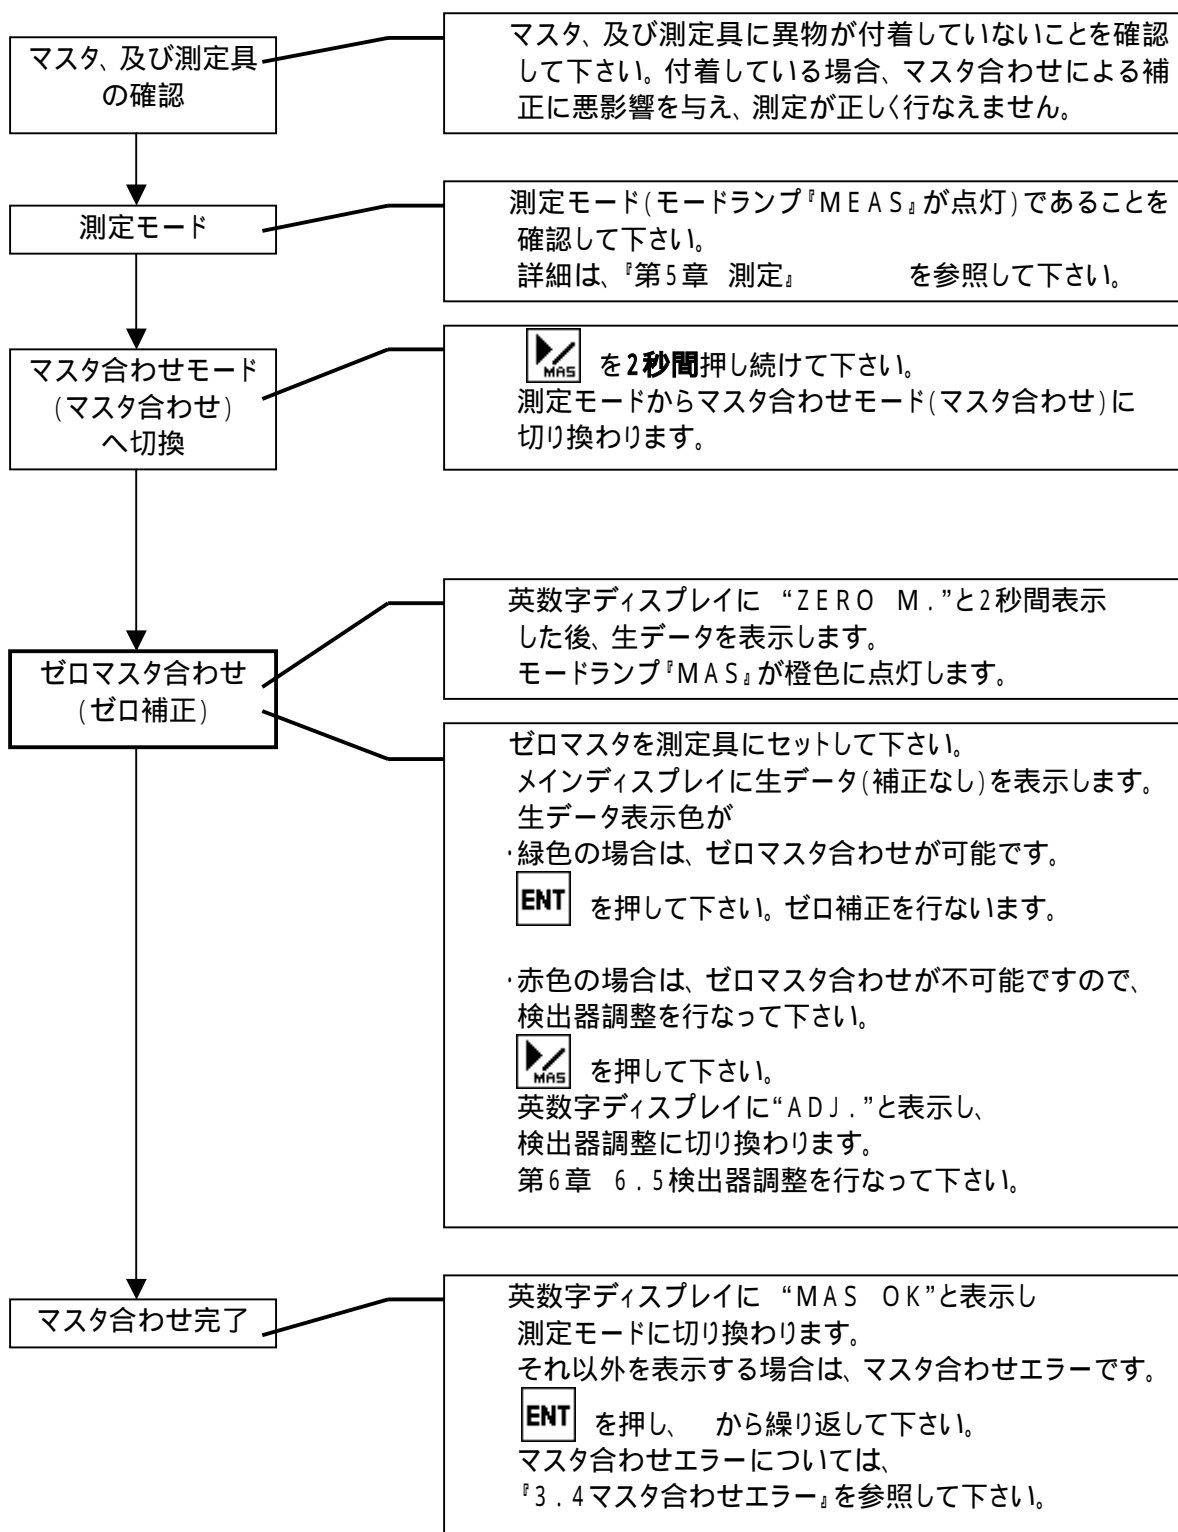 マスタ、及び測定具
の確認
マスタ、及び測定具に異物が付着していないことを確認
して下さい。付着している場合、マスタ合わせによる補
正に悪影響を与え、測定が正しく行なえません。
測定モード
測定モード(モードランプ『MEAS』が点灯)であることを
確認して下さい。
詳細は、『第5章 測定』 を参照して下さい。
マスタ合わせモード
(マスタ合わせ)
へ切換
MAS を2秒間押し続けて下さい。
測定モードからマスタ合わせモード(マスタ合わせ)に
切り換わります。
ゼロマスタ合わせ
(ゼロ補正)
英数字ディスプレイに “ZERO M.”と2秒間表示
した後、生データを表示します。
モードランプ『MAS』が橙色に点灯します。
ゼロマスタを測定具にセットして下さい。
メインディスプレイに生データ(補正なし)を表示します。
生データ表示色が
・緑色の場合は、ゼロマスタ合わせが可能です。
ENT を押して下さい。ゼロ補正を行ないます。
・赤色の場合は、ゼロマスタ合わせが不可能ですので、
検出器調整を行なって下さい。
MAS を押して下さい。
英数字ディスプレイに“ADJ.”と表示し、
検出器調整に切り換わります。
第6章 6.5検出器調整を行なって下さい。
マスタ合わせ完了
英数字ディスプレイに “MAS OK”と表示し
測定モードに切り換わります。
それ以外を表示する場合は、マスタ合わせエラーです。
ENT を押し、 から繰り返して下さい。
マスタ合わせエラーについては、
『3.4マスタ合わせエラー』を参照して下さい。